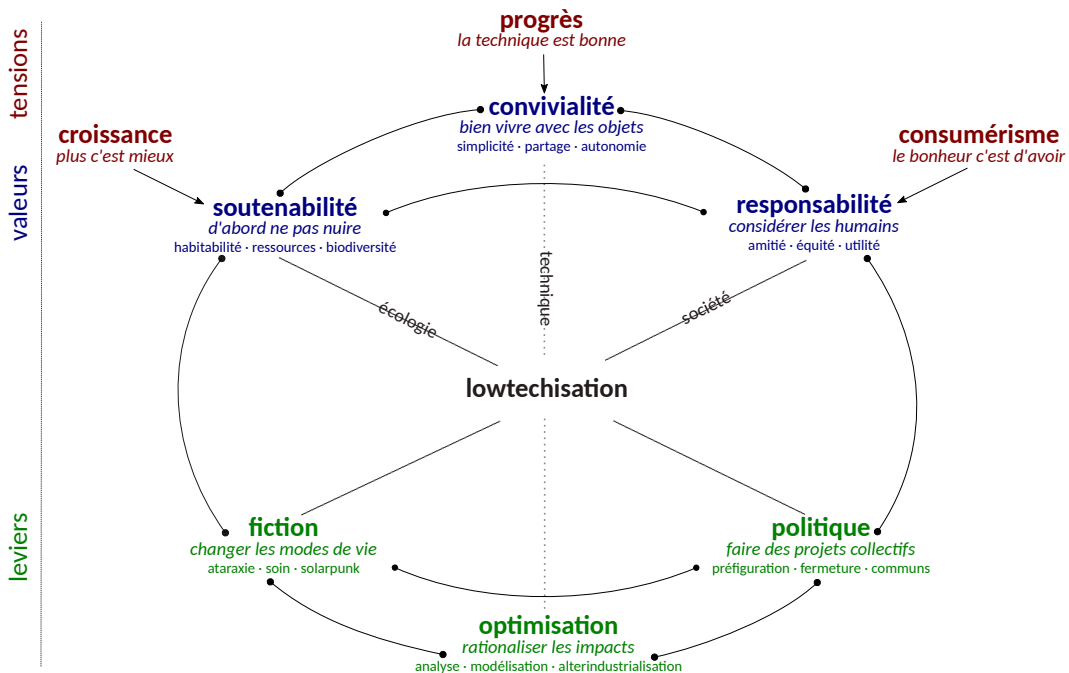 tensions
valeurs
leviers
progrès
la technique est bonne
croissance
plus c'est mieux
convivialité
bien vivre avec les objets
simplicité · partage · autonomie
consumérisme
le bonheur c'est d'avoir
soutenabilité
d'abord ne pas nuire
habitabilité · ressources · biodiversité
responsabilité
considérer les humains
amitié · équité · utilité
écologie
technique
société
lowtechisation
fiction
changer les modes de vie
ataraxie · soin · solarpunk
politique
faire des projets collectifs
préfiguration · fermeture · communs
optimisation
rationaliser les impacts
analyse · modélisation · alterindustrialisation